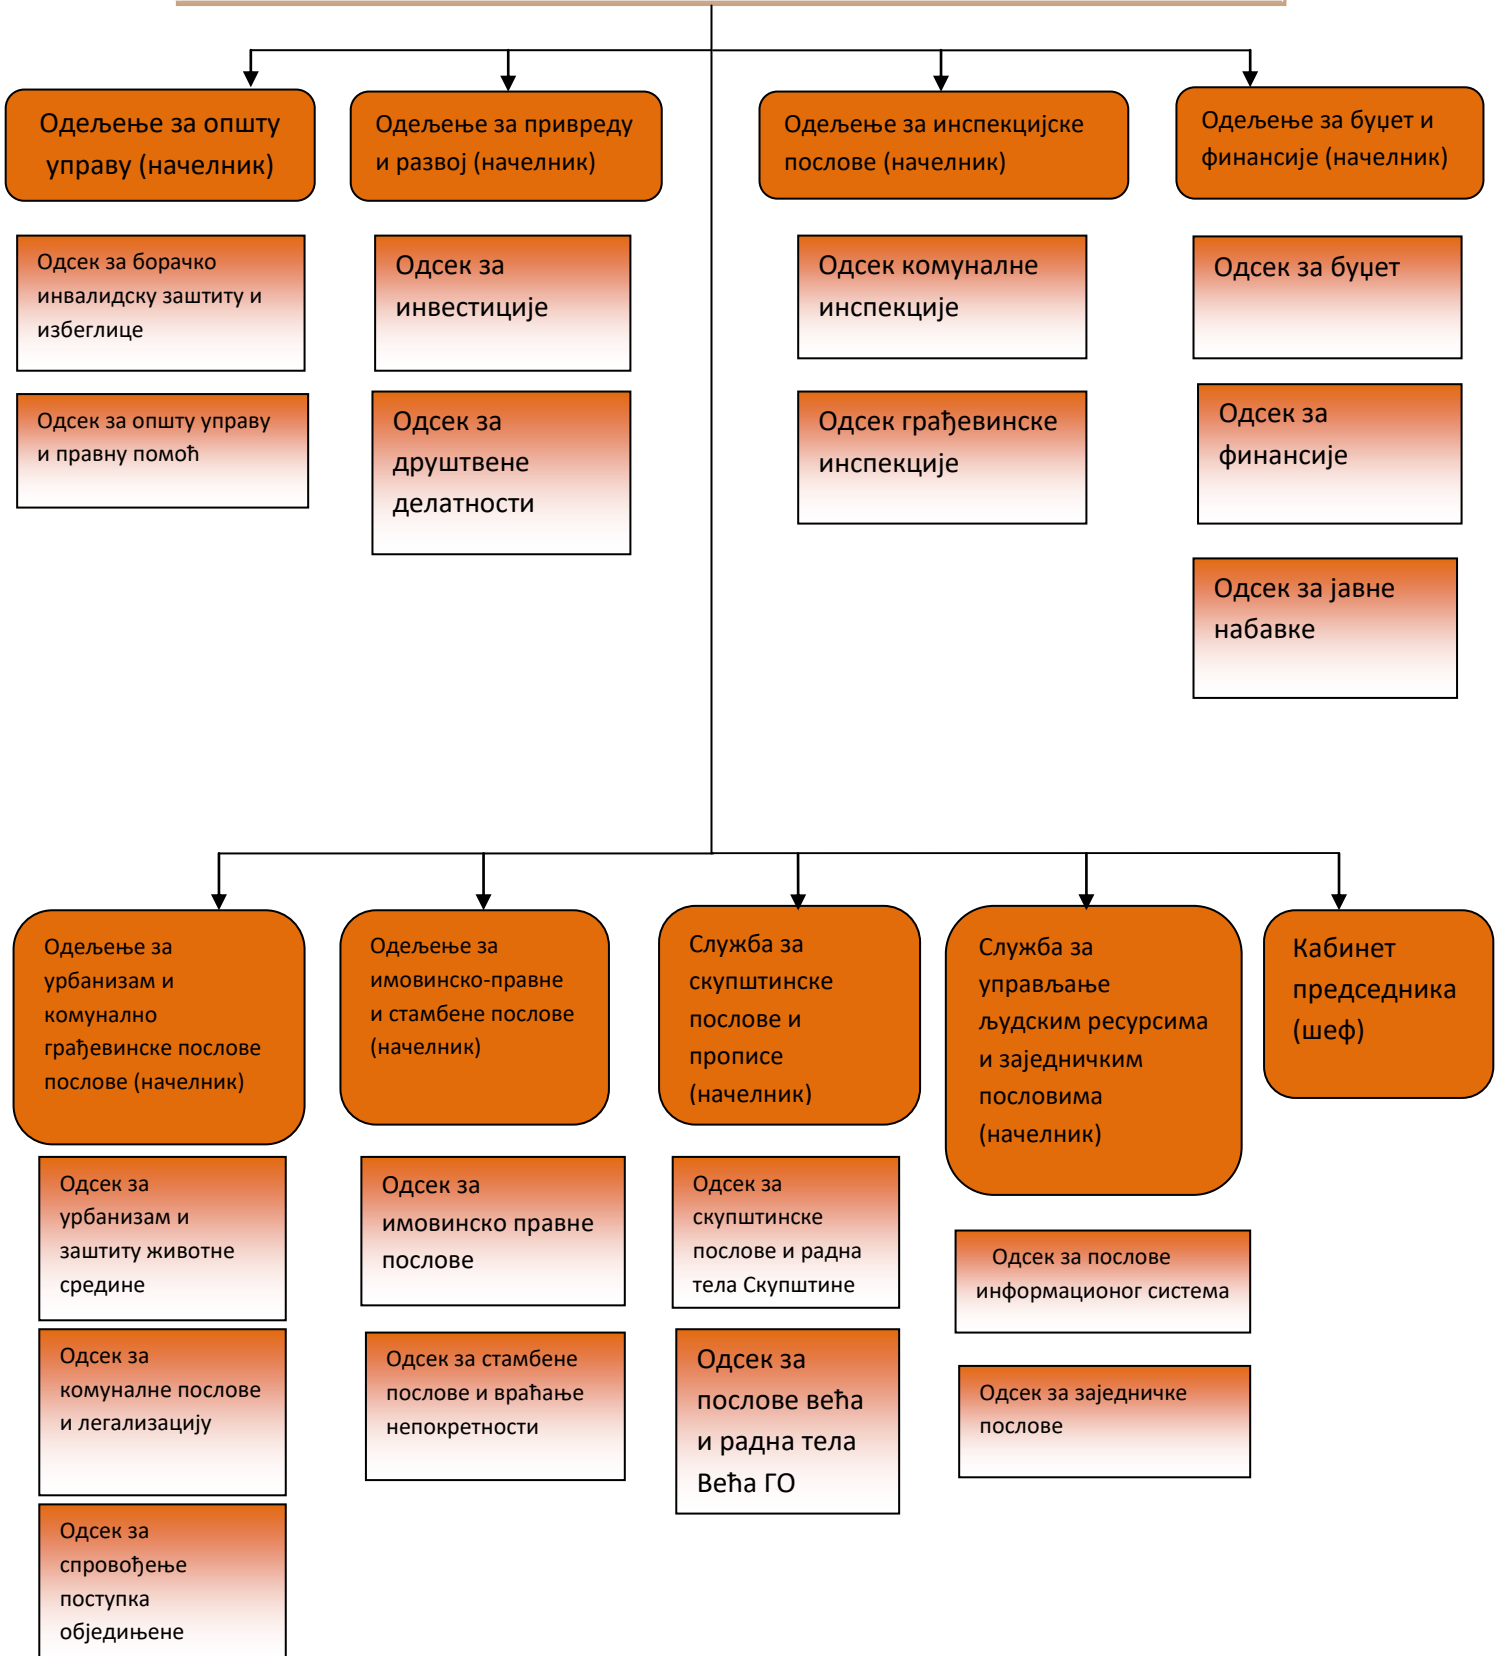 Одељење за општу
управу (начелник)
Одељење за привреду
и развој (начелник)
Одељење за инспекцијске
послове (начелник)
Одељење за буџет и
финансије (начелник)
Одсек за борачко
инвалидску заштиту и
избеглице
Одсек за
инвестиције
Одсек комуналне
инспекције
Одсек за буџет
Одсек за општу управу
и правну помоћ
Одсек за
друштвене
делатности
Одсек грађевинске
инспекције
Одсек за
финансије
Одсек за јавне
набавке
Одељење за
урбанизам и
комунално
грађевинске послове
послове (начелник)
Одељење за
имовинско-правне
и стамбене послове
(начелник)
Служба за
скупштинске
послове и
прописе
(начелник)
Служба за
управљање
људским ресурсима
и заједничким
пословима
(начелник)
Кабинет
председника
(шеф)
Одсек за
урбанизам и
заштиту животне
средине
Одсек за
имовинско правне
послове
Одсек за
скупштинске
послове и радна
тела Скупштине
Одсек за послове
информационог система
Одсек за
комуналне послове
и легализацију
Одсек за стамбене
послове и враћање
непокретности
Одсек за
послове већа
и радна тела
Већа ГО
Одсек за заједничке
послове
Одсек за
спровођење
поступка
обједињене